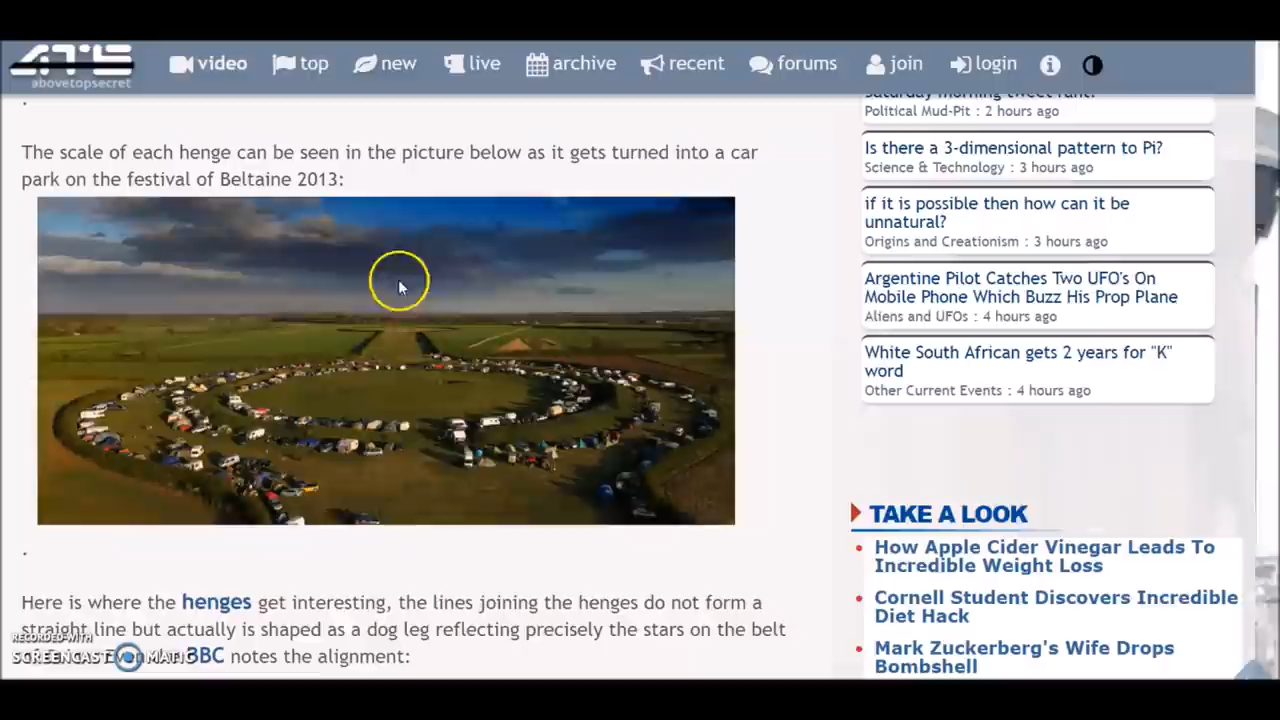 ATS
abovetopsecret
video
top
new
live
archive
recent
forums
join
login
.
The scale of each henge can be seen in the picture below as it gets turned into a car
park on the festival of Beltaine 2013:
.
Here is where the henges get interesting, the lines joining the henges do not form a
straight line but actually is shaped as a dog leg reflecting precisely the stars on the belt
BBC notes the alignment:
RECORDED WITH
SCREENCAST MATIC
Saturday morning tweet rant?
Political Mud-Pit : 2 hours ago
Is there a 3-dimensional pattern to Pi?
Science & Technology : 3 hours ago
if it is possible then how can it be
unnatural?
Origins and Creationism : 3 hours ago
Argentine Pilot Catches Two UFO's On
Mobile Phone Which Buzz His Prop Plane
Aliens and UFOs : 4 hours ago
White South African gets 2 years for "K"
word
Other Current Events : 4 hours ago
TAKE A LOOK
How Apple Cider Vinegar Leads To
Incredible Weight Loss
Cornell Student Discovers Incredible
Diet Hack
Mark Zuckerberg's Wife Drops
Bombshell